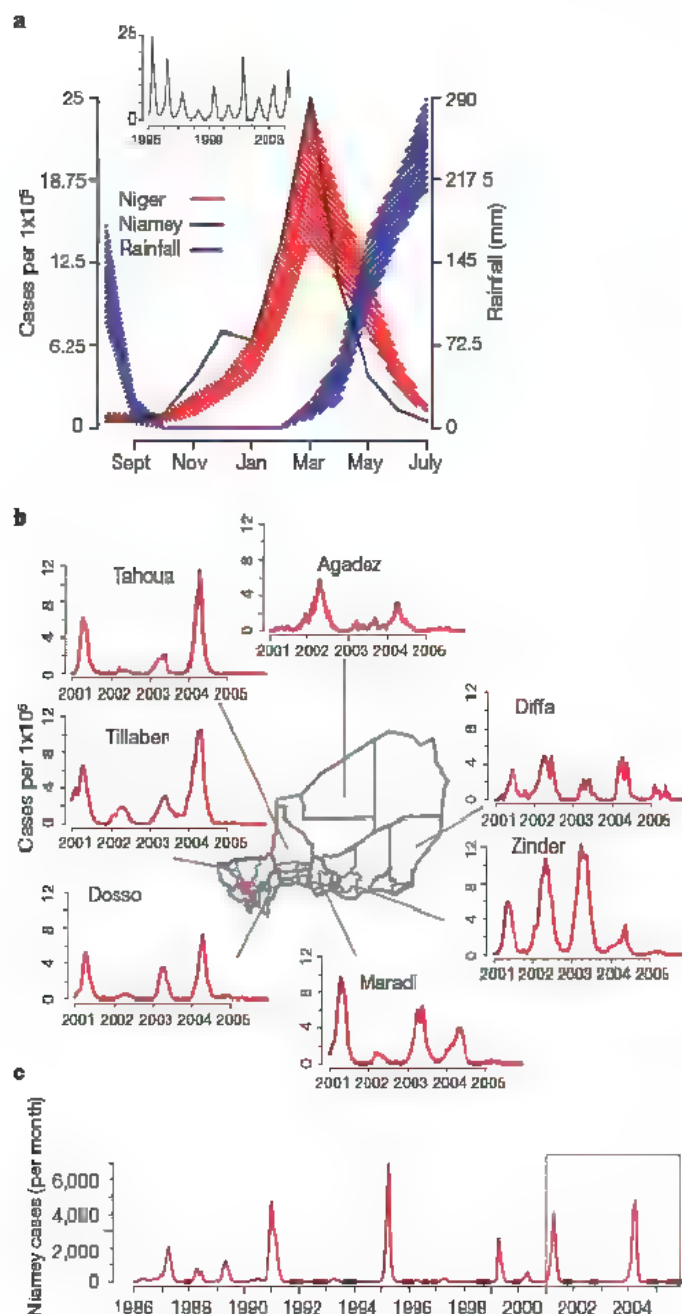 a
25
0
1995 1999 2003
25
18.75
12.5
6.25
0
Cases per 1x10⁵
Niger
Niamey
Rainfall
290
217 5
145
72.5
0
Rainfall (mm)
Sept Nov Jan Mar May July
b
Cases per 1x10⁵
Tahoua
12
8
4
0
2001 2002 2003 2004 2005
Agadez
12
8
4
0
2001 2002 2003 2004 2005
Tillaber
12
8
4
0
2001 2002 2003 2004 2005
Diffa
12
8
4
0
2001 2002 2003 2004 2005
Zinder
12
8
4
0
2001 2002 2003 2004 2005
Dosso
12
8
4
0
2001 2002 2003 2004 2005
Maradi
12
8
4
0
2001 2002 2003 2004 2005
c
Niamey cases (per month)
6,000
4,000
2,000
0
1986 1988 1990 1992 1994 1996 1998 2000 2002 2004